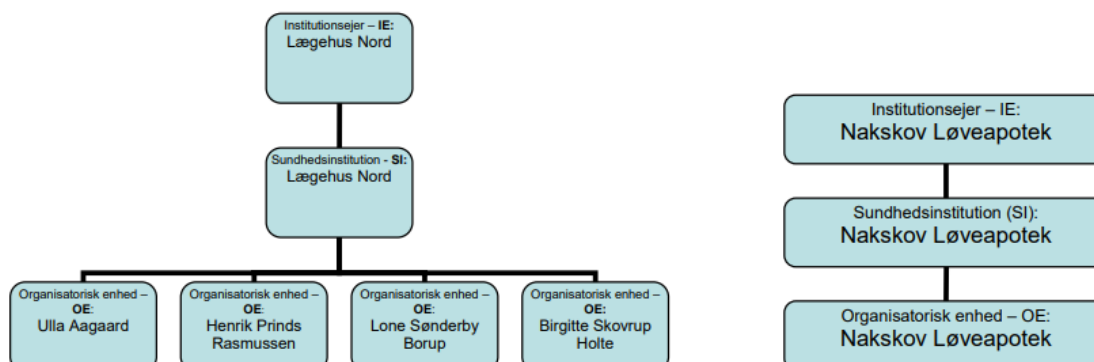 Institutionsejer – IE:
Lægehus Nord
Sundhedsinstitution - SI:
Lægehus Nord
Organisatorisk enhed –
OE:
Ulla Aagaard
Organisatorisk enhed –
OE:
Henrik Prinds
Rasmussen
Organisatorisk enhed –
OE:
Lone Sønderby
Borup
Organisatorisk enhed –
OE:
Birgitte Skovrup
Holte
Institutionsejer – IE:
Nakskov Løveapotek
Sundhedsinstitution (SI):
Nakskov Løveapotek
Organisatorisk enhed – OE:
Nakskov Løveapotek